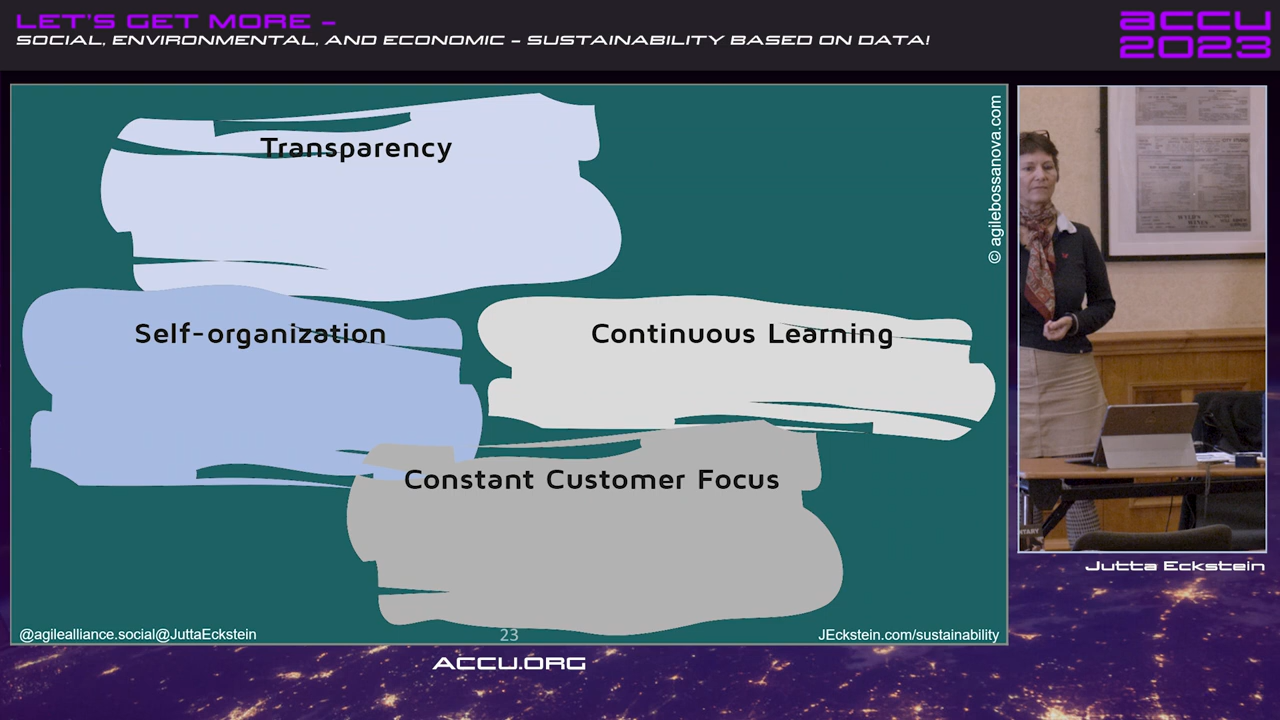 LET'S GET MORE –
SOCIAL, ENVIRONMENTAL, AND ECONOMIC – SUSTAINABILITY BASED ON DATA!
ACCU
2023
Transparency
© agilebossanova.com
Self-organization
Continuous Learning
Constant Customer Focus
@agilealliance.social@JuttaEckstein
23
JEckstein.com/sustainability
Jutta Eckstein
ACCU.ORG